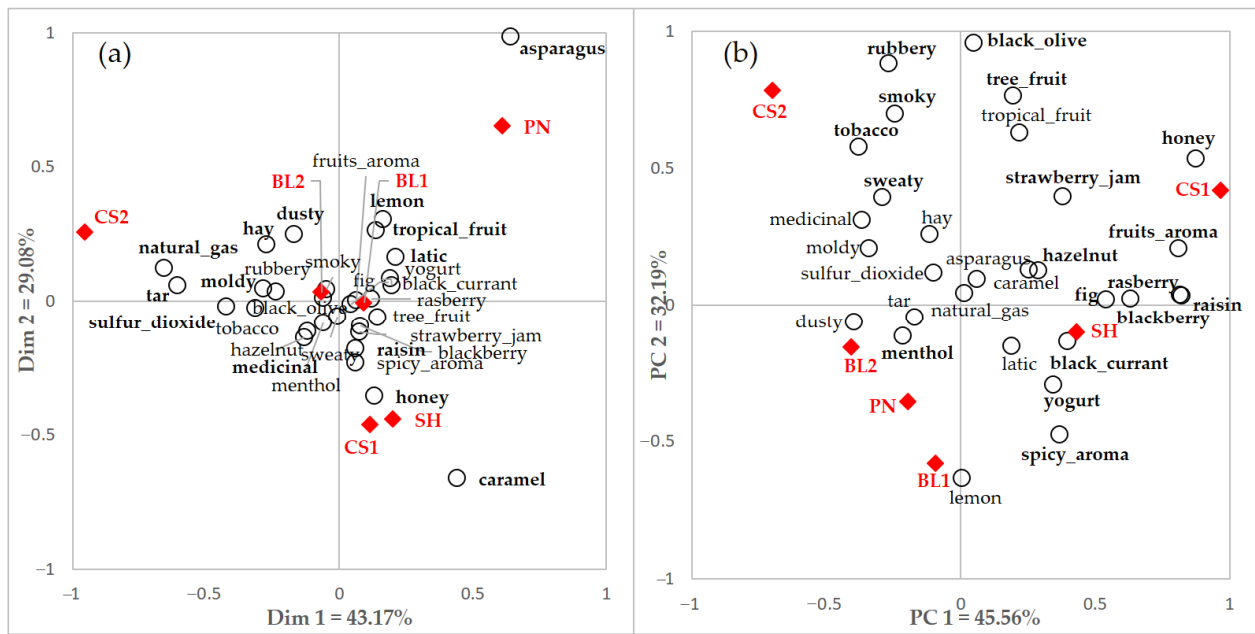 (a)
1
asparagus
PN
fruits_aroma
BL2
BL1
0.5
lemon
CS2
dusty
hay
tropical_fruit
natural_gas
latic
smoky
moldy
rubbery
yogurt
fig
black_currant
tar
0
black_olive
rasberry
sulfur_dioxide
tree_fruit
tobacco
strawberry_jam
hazelnut
sweaty
raisin
blackberry
medicinal
spicy_aroma
menthol
honey
SH
CS1
−0.5
caramel
−1
−1
−0.5
0
0.5
1
Dim 1 = 43.17%
Dim 2 = 29.08%
(b)
1
black_olive
rubbery
CS2
tree_fruit
smoky
tropical_fruit
tobacco
honey
0.5
sweaty
strawberry_jam
CS1
medicinal
hay
fruits_aroma
moldy
asparagus
hazelnut
sulfur_dioxide
caramel
rasberry
tar
fig
0
natural_gas
blackberry
raisin
dusty
SH
menthol
latic
black_currant
BL2
PN
yogurt
−0.5
spicy_aroma
BL1
lemon
−1
−1
−0.5
0
0.5
1
PC 1 = 45.56%
PC 2 = 32.19%